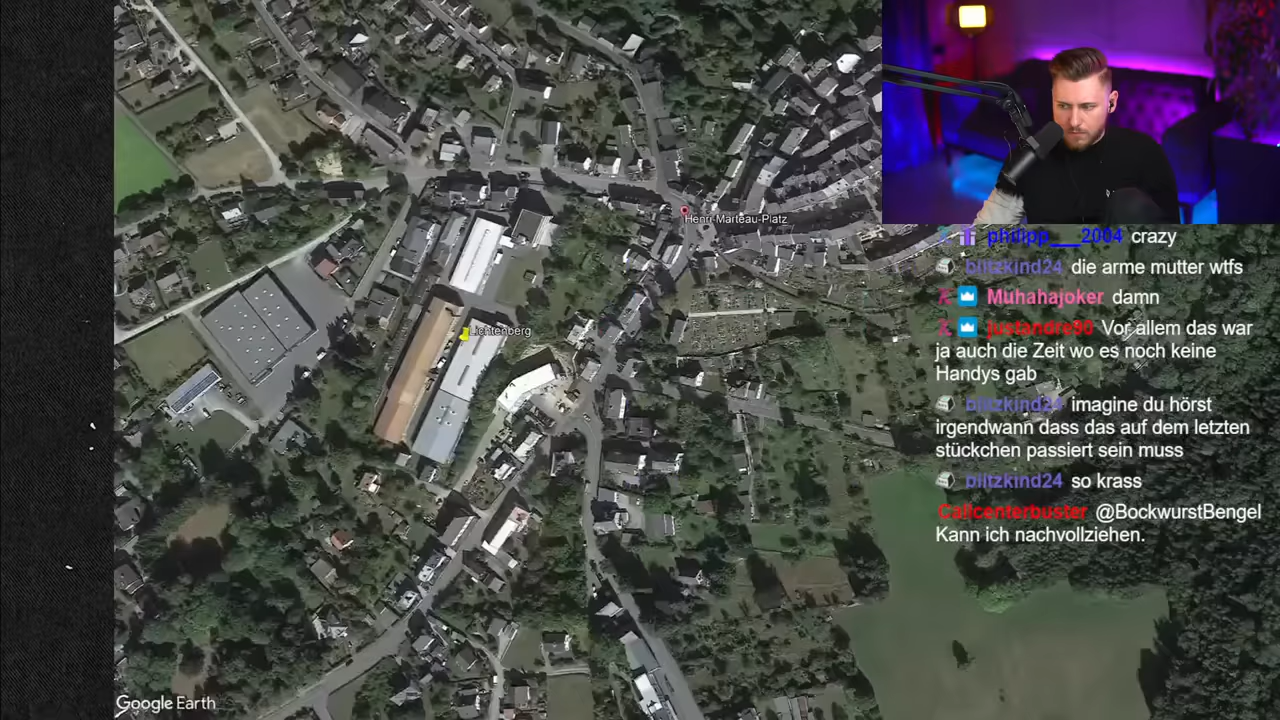 Henri-Marteau-Platz
Lichtenberg
philipp___2004 crazy
blitzkind24 die arme mutter wtfs
Muhahajoker damn
justandre90 Vor allem das war
ja auch die Zeit wo es noch keine
Handys gab
blitzkind24 imagine du hörst
irgendwann dass das auf dem letzten
stückchen passiert sein muss
blitzkind24 so krass
Callcenterbuster @BockwurstBengel
Kann ich nachvollziehen.
Google Earth